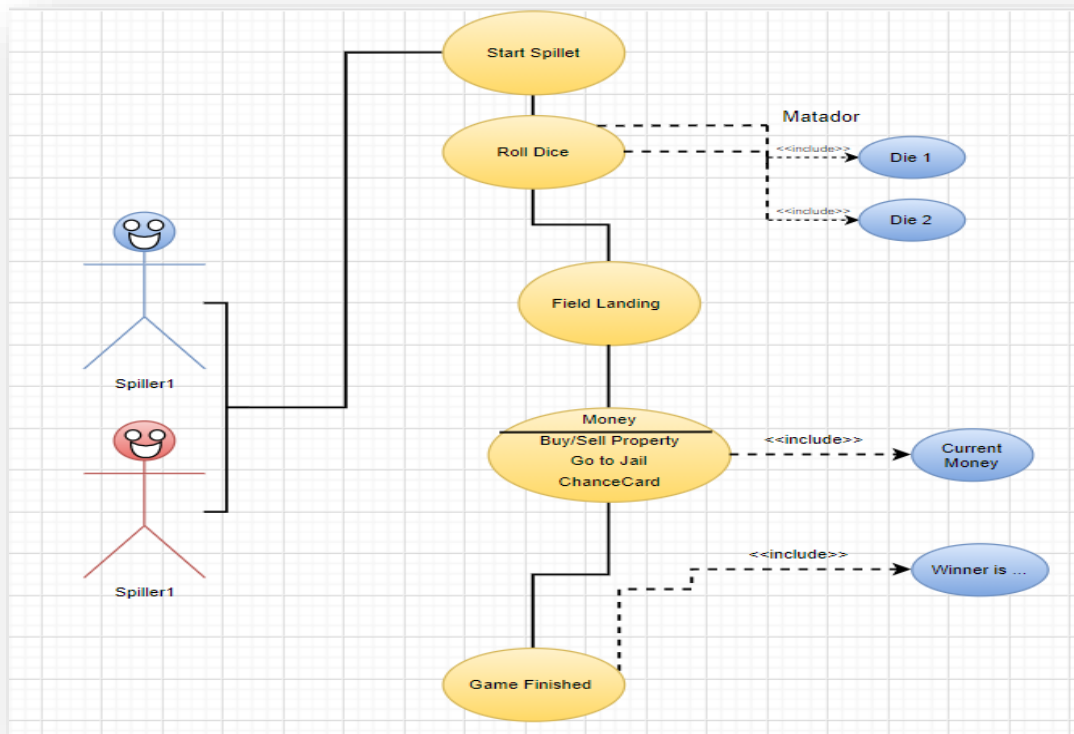 Start Spillet
Matador
Roll Dice
<<include>>
Die 1
<<include>>
Die 2
Field Landing
Spiller1
Money
Buy/Sell Property
Go to Jail
ChanceCard
<<include>>
Current
Money
<<include>>
Winner is ...
Spiller1
Game Finished